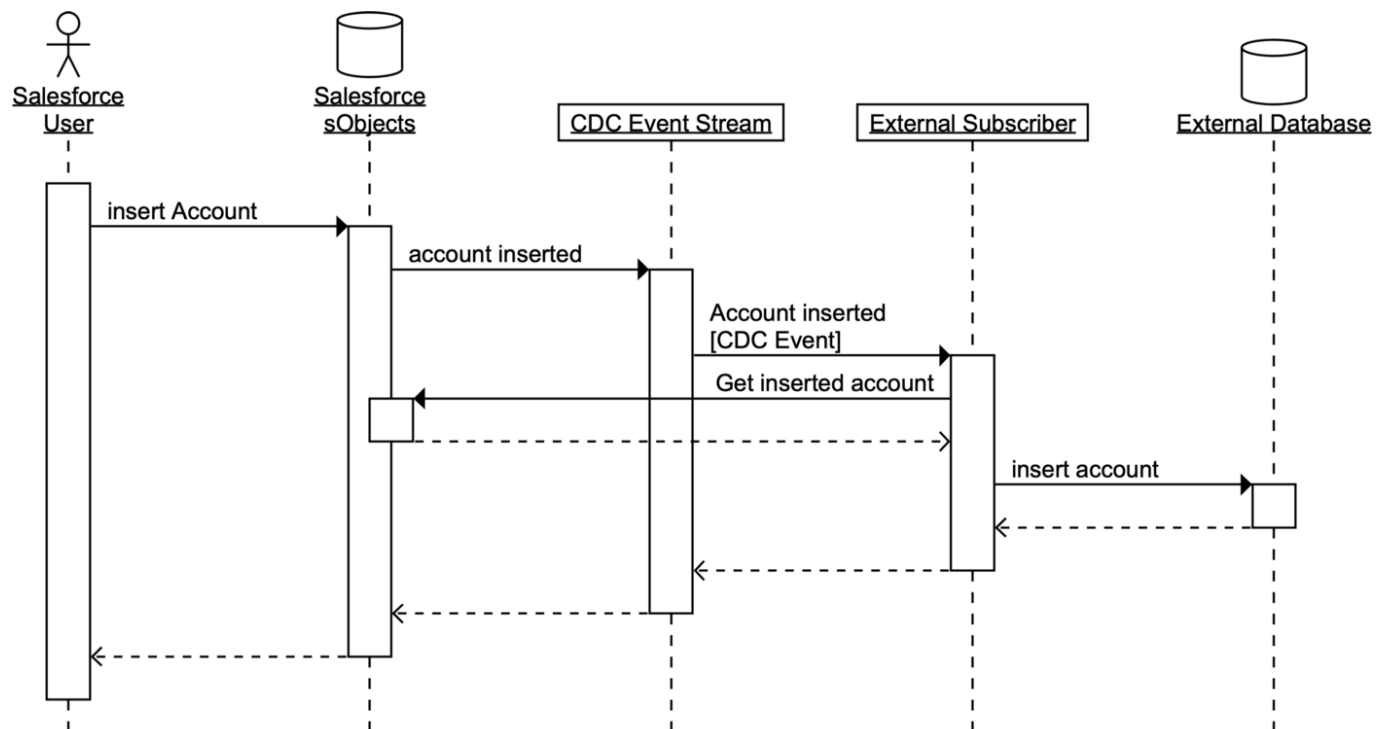 Salesforce
User
Salesforce
sObjects
CDC Event Stream
External Subscriber
External Database
insert Account
account inserted
Account inserted
[CDC Event]
Get inserted account
insert account